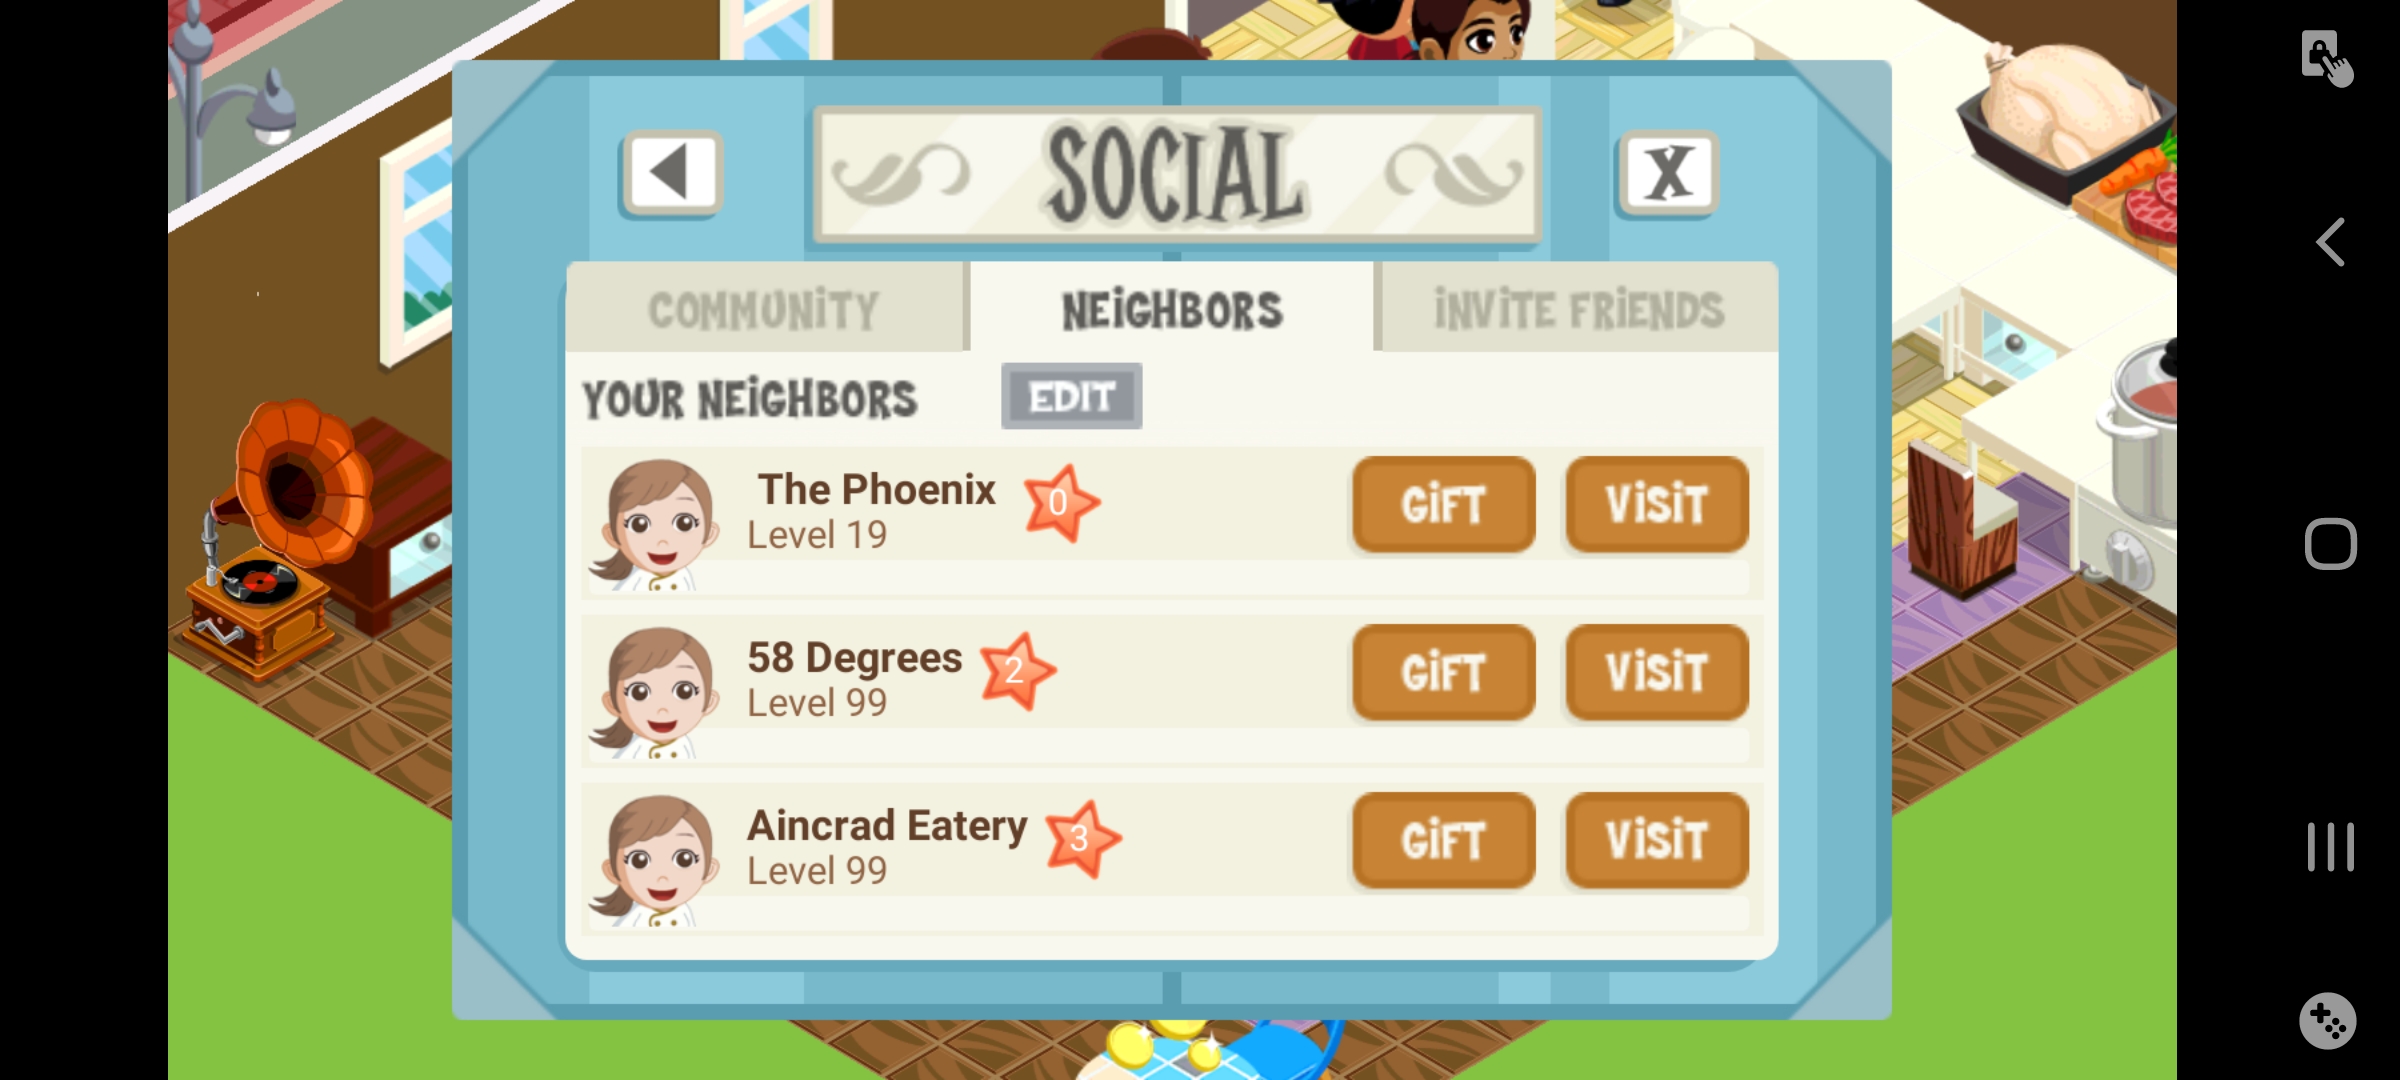 SOCIAL
X
COMMUNITY
NEIGHBORS
INVITE FRIENDS
YOUR NEIGHBORS
EDIT
The Phoenix
0
Level 19
GIFT
VISIT
58 Degrees
2
Level 99
GIFT
VISIT
Aincrad Eatery
3
Level 99
GIFT
VISIT